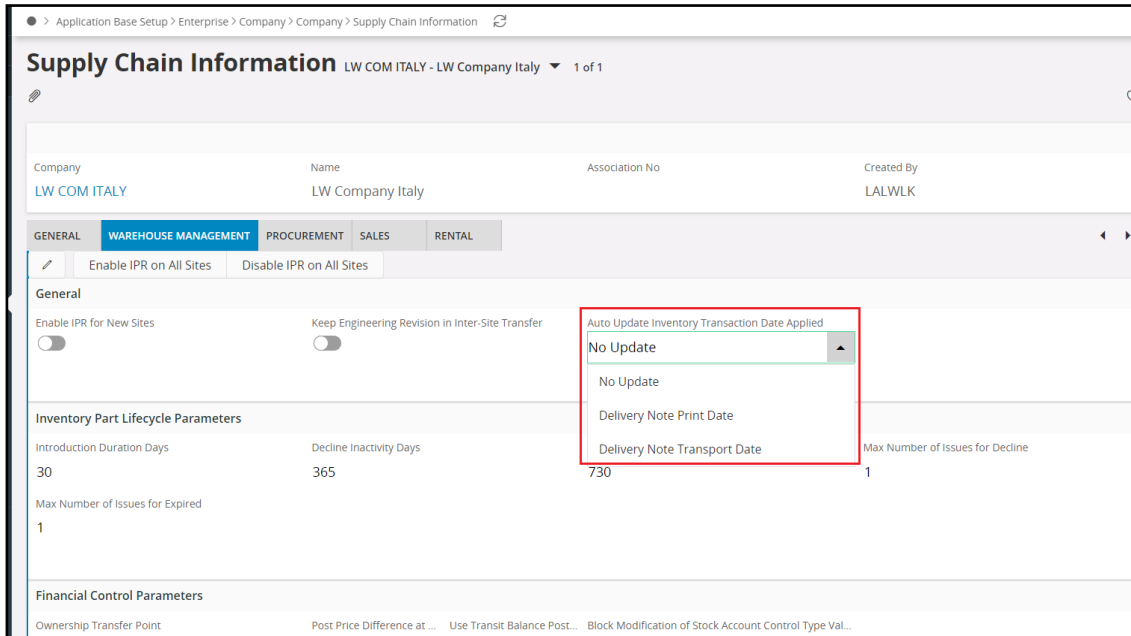 Application Base Setup > Enterprise > Company > Company > Supply Chain Information
Supply Chain Information LW COM ITALY - LW Company Italy 1 of 1
Company Name Association No Created By
LW COM ITALY LW Company Italy LALWLK
GENERAL WAREHOUSE MANAGEMENT PROCUREMENT SALES RENTAL
Enable IPR on All Sites Disable IPR on All Sites
General
Enable IPR for New Sites Keep Engineering Revision in Inter-Site Transfer Auto Update Inventory Transaction Date Applied
No Update
No Update
Delivery Note Print Date
Inventory Part Lifecycle Parameters
Introduction Duration Days Decline Inactivity Days Delivery Note Transport Date Max Number of Issues for Decline
30 365 730 1
Max Number of Issues for Expired
1
Financial Control Parameters
Ownership Transfer Point Post Price Difference at ... Use Transit Balance Post... Block Modification of Stock Account Control Type Val...